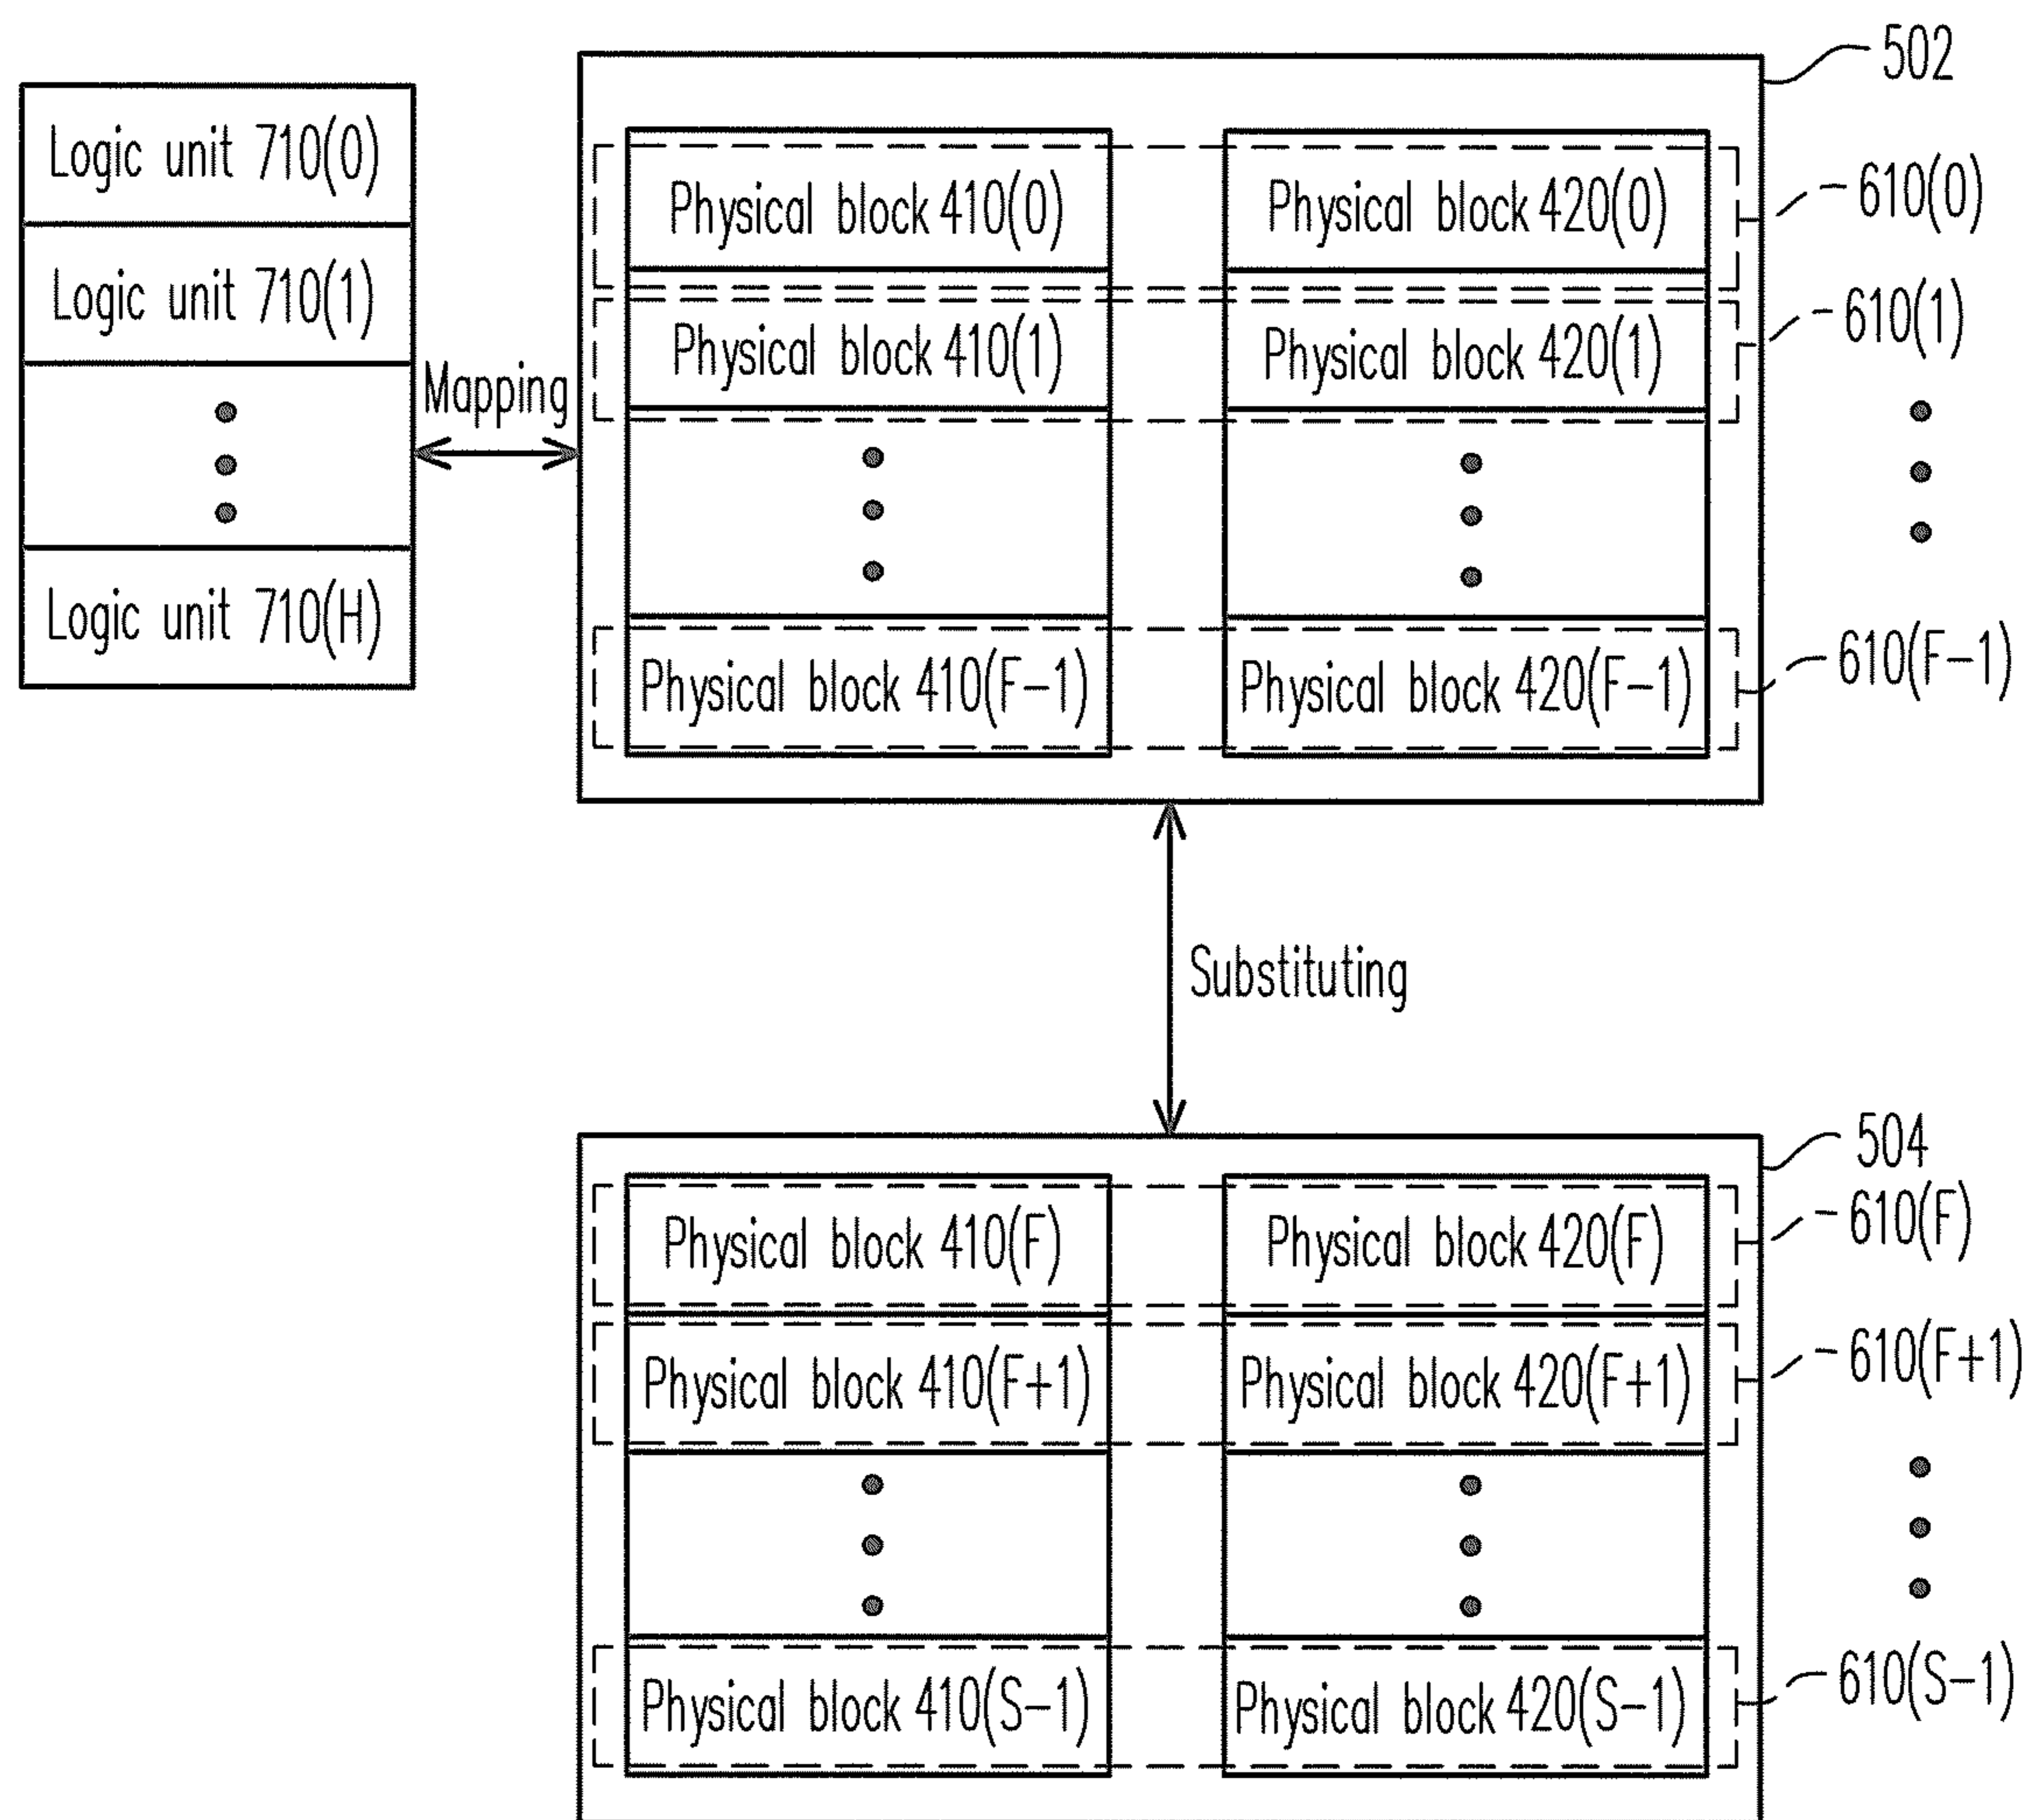 502
Logic unit 710(0)
Logic unit 710(1)
Logic unit 710(H)
Mapping
Physical block 410(0)
Physical block 420(0)
610(0)
Physical block 410(1)
Physical block 420(1)
610(1)
Physical block 410(F-1)
Physical block 420(F-1)
610(F-1)
Substituting
504
Physical block 410(F)
Physical block 420(F)
610(F)
Physical block 410(F+1)
Physical block 420(F+1)
610(F+1)
Physical block 410(S-1)
Physical block 420(S-1)
610(S-1)